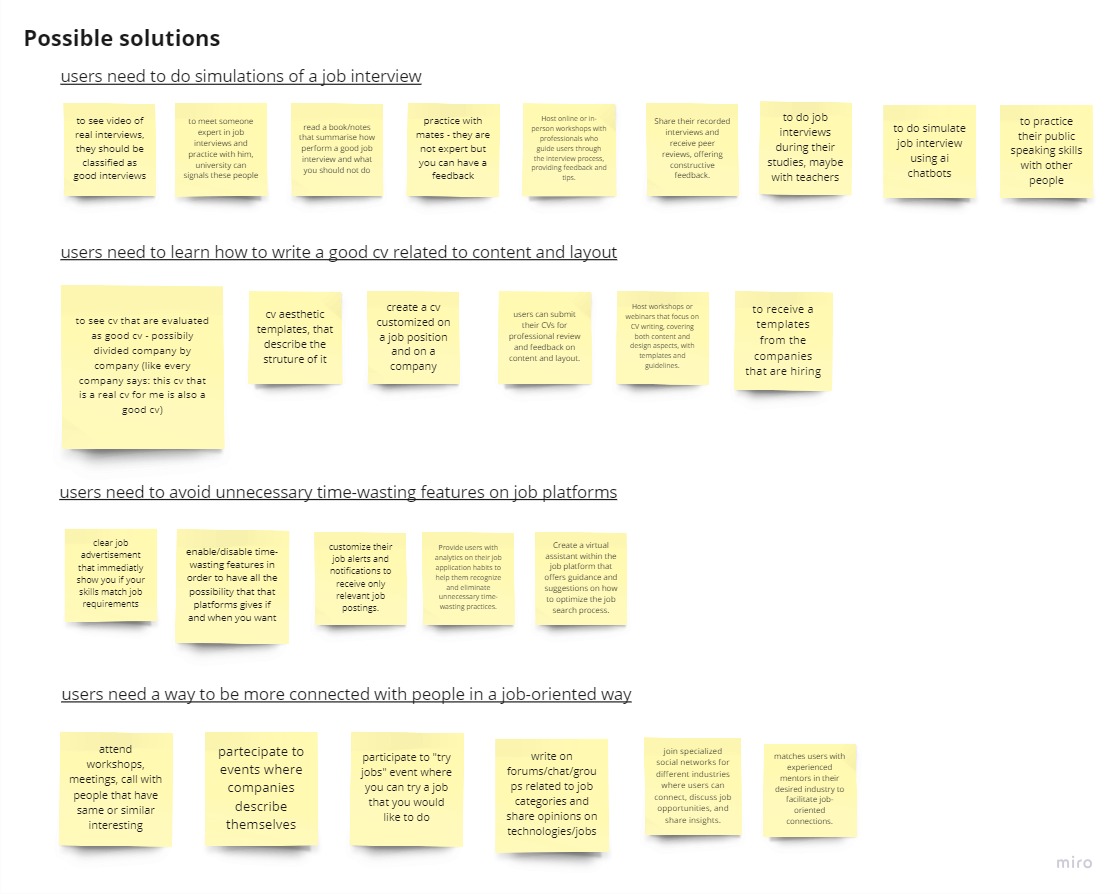 Possible solutions
users need to do simulations of a job interview
to see video of
real interviews,
they should be
classified as
good interviews
to meet someone
expert in job
interviews and
practice with him,
university can
signals these people
read a book/notes
that summarise how
perform a good job
interview and what
you should not do
practice with
mates - they are
not expert but
you can have a
feedback
Host online or in-
person workshops with
professionals who
guide users through
the interview process,
providing feedback and
tips.
Share their recorded
interviews and
receive peer
reviews, offering
constructive
feedback.
to do job
interviews
during their
studies, maybe
with teachers
to do simulate
job interview
using ai
chatbots
to practice
their public
speaking skills
with other
people
users need to learn how to write a good cv related to content and layout
to see cv that are evaluated
as good cv - possibily
divided company by
company (like every
company says: this cv that
is a real cv for me is also a
good cv)
cv aesthetic
templates, that
describe the
struture of it
create a cv
customized on
a job position
and on a
company
users can submit
their CVs for
professional review
and feedback on
content and layout.
Host workshops or
webinars that focus on
CV writing, covering
both content and
design aspects, with
templates and
guidelines.
to receive a
templates
from the
companies
that are hiring
users need to avoid unnecessary time-wasting features on job platforms
clear job
advertisement
that immediatly
show you if your
skills match job
requirements
enable/disable time-
wasting features in
order to have all the
possibility that that
platforms gives if
and when you want
customize their
job alerts and
notifications to
receive only
relevant job
postings.
Provide users with
analytics on their job
application habits to
help them recognize
and eliminate
unnecessary time-
wasting practices.
Create a virtual
assistant within the
job platform that
offers guidance and
suggestions on how
to optimize the job
search process.
users need a way to be more connected with people in a job-oriented way
attend
workshops,
meetings, call with
people that have
same or similar
interesting
partecipate to
events where
companies
describe
themselves
participate to "try
jobs" event where
you can try a job
that you would
like to do
write on
forums/chat/grou
ps related to job
categories and
share opinions on
technologies/jobs
join specialized
social networks for
different industries
where users can
connect, discuss job
opportunities, and
share insights.
matches users with
experienced
mentors in their
desired industry to
facilitate job-
oriented
connections.
miro